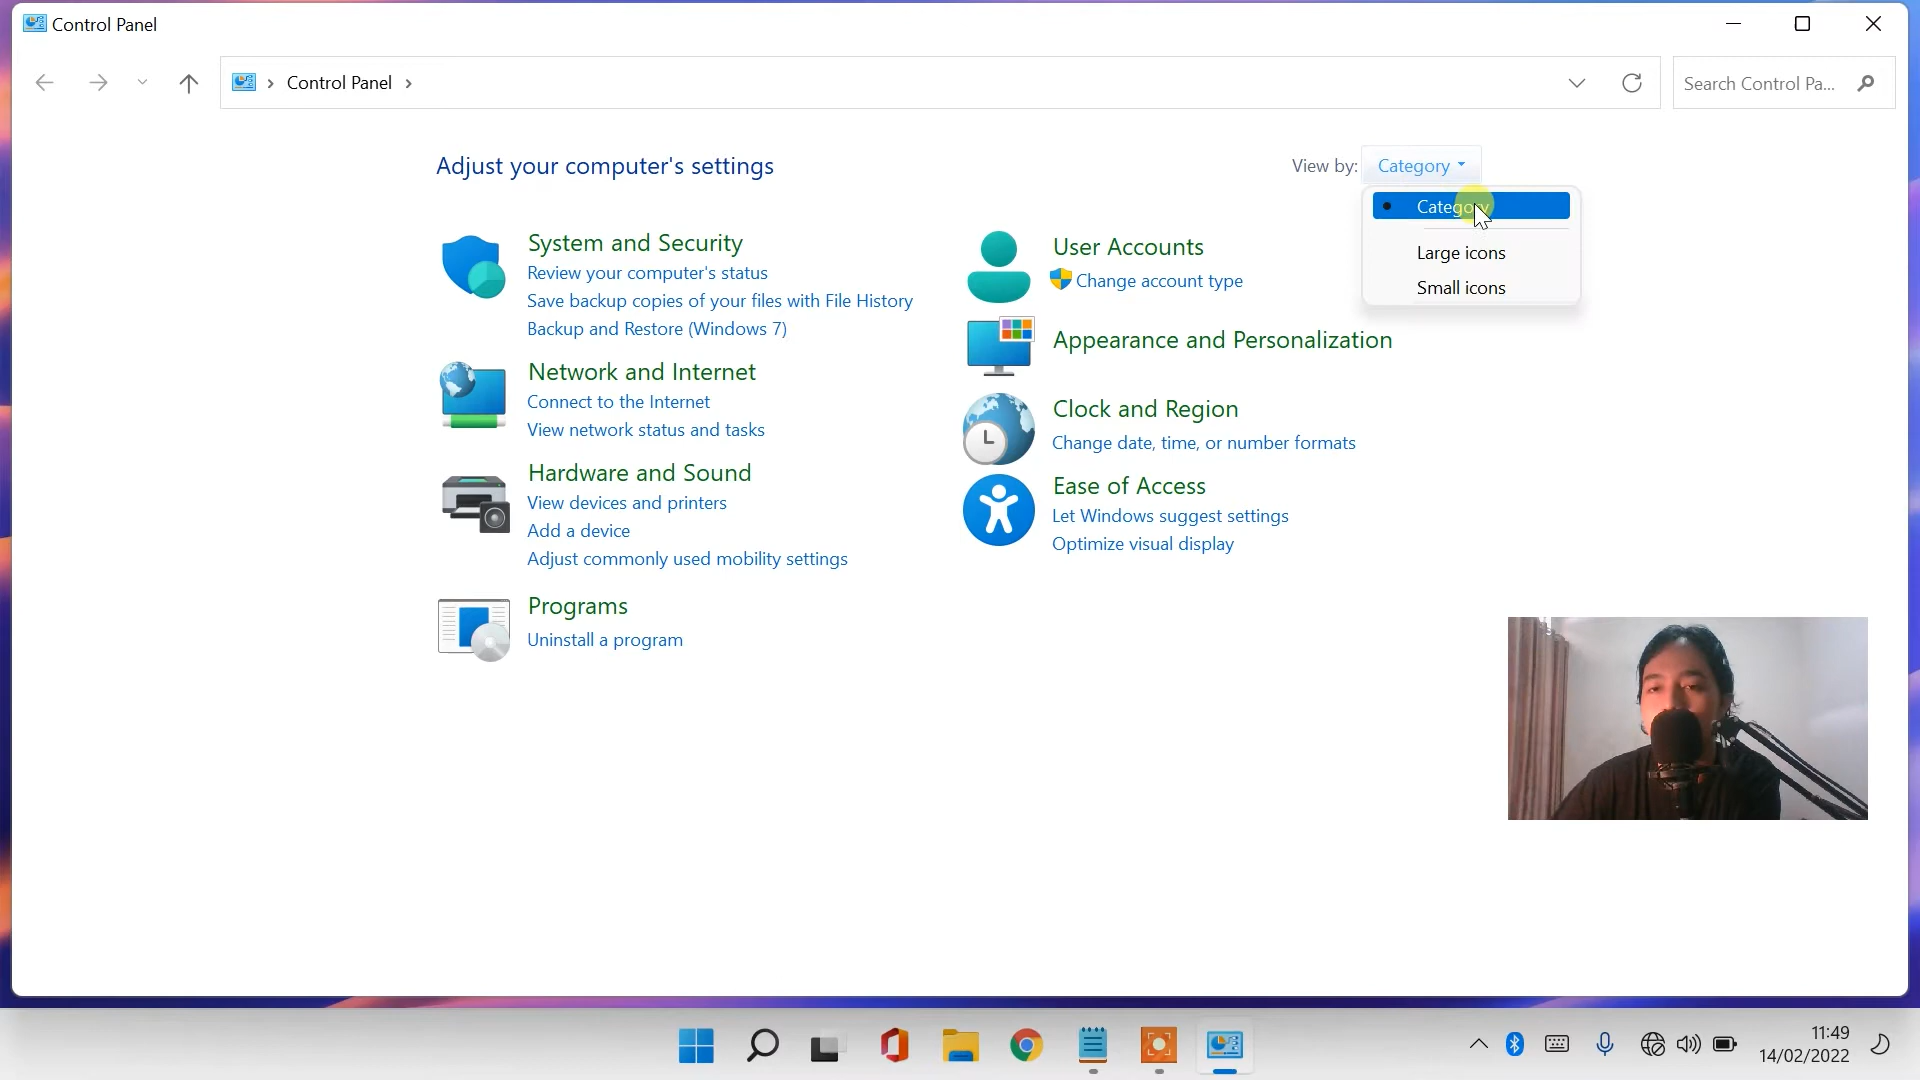 Control Panel
Control Panel
Search Control Pa...
Adjust your computer's settings
View by: Category
Category
Large icons
Small icons
System and Security
Review your computer's status
Save backup copies of your files with File History
Backup and Restore (Windows 7)
Network and Internet
Connect to the Internet
View network status and tasks
Hardware and Sound
View devices and printers
Add a device
Adjust commonly used mobility settings
Programs
Uninstall a program
User Accounts
Change account type
Appearance and Personalization
Clock and Region
Change date, time, or number formats
Ease of Access
Let Windows suggest settings
Optimize visual display
11:49
14/02/2022